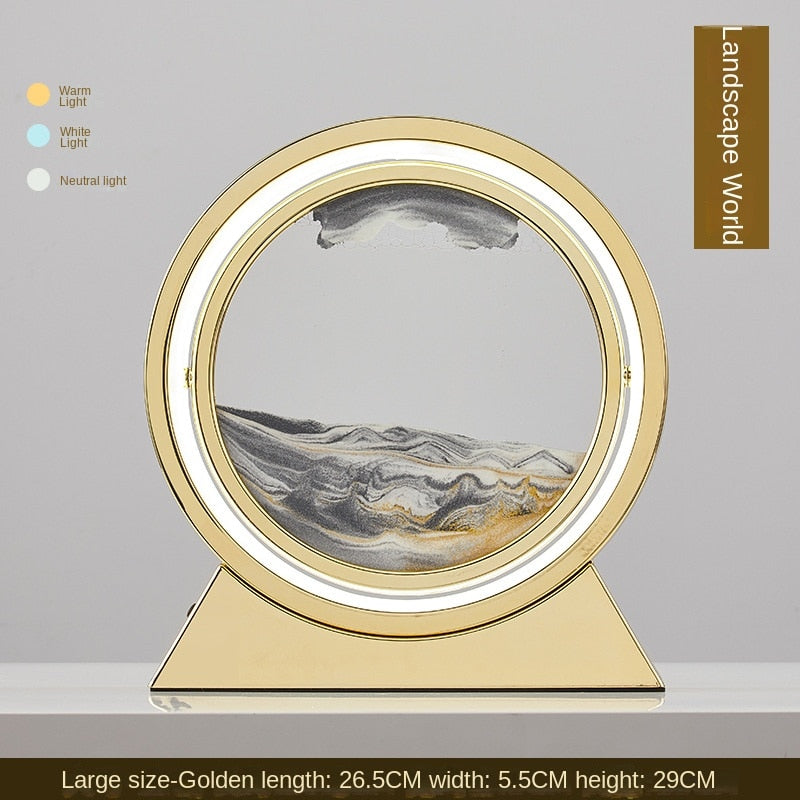 Landscape World
Warm
Light
White
Light
Neutral light
Large size-Golden length: 26.5CM width: 5.5CM height: 29CM